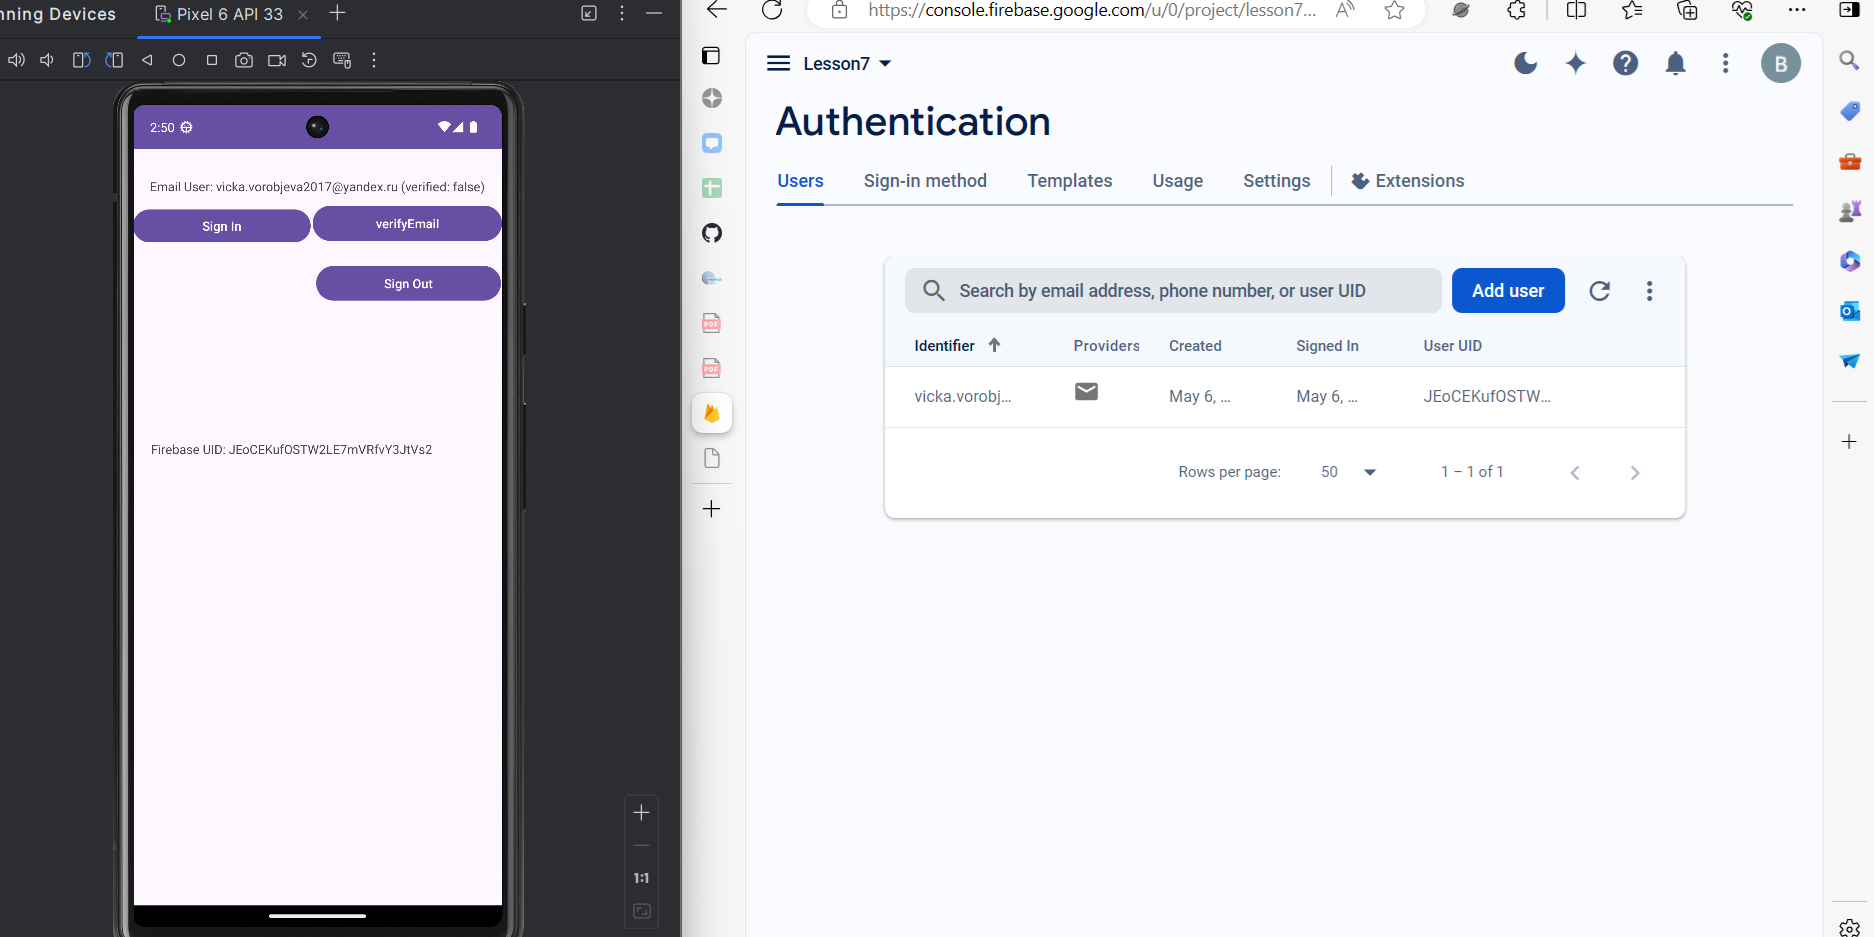 nning Devices
Pixel 6 API 33
2:50
Email User: vicka.vorobjeva2017@yandex.ru (verified: false)
Sign In
verifyEmail
Sign Out
Firebase UID: JEoCEKufOSTW2LE7mVRfvY3JtVs2
1:1
https://console.firebase.google.com/u/0/project/lesson7...
Lesson7
B
Authentication
Users
Sign-in method
Templates
Usage
Settings
Extensions
Search by email address, phone number, or user UID
Add user
Identifier
Providers
Created
Signed In
User UID
vicka.vorobj...
May 6, ...
May 6, ...
JEoCEKufOSTW...
Rows per page:
50
1 – 1 of 1
PDF
PDF